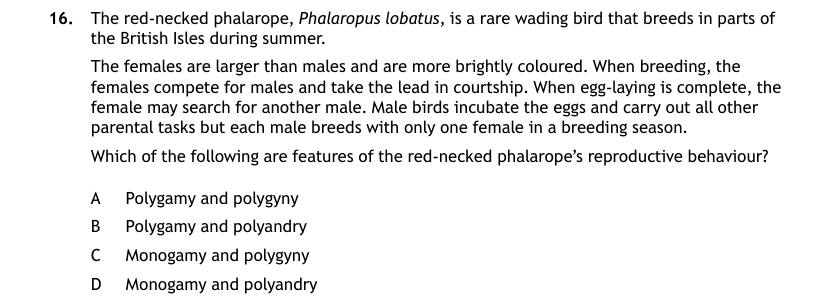 16. The red-necked phalarope, Phalaropus lobatus, is a rare wading bird that breeds in parts of
the British Isles during summer.
The females are larger than males and are more brightly coloured. When breeding, the
females compete for males and take the lead in courtship. When egg-laying is complete, the
female may search for another male. Male birds incubate the eggs and carry out all other
parental tasks but each male breeds with only one female in a breeding season.
Which of the following are features of the red-necked phalarope’s reproductive behaviour?
A Polygamy and polygyny
B Polygamy and polyandry
C Monogamy and polygyny
D Monogamy and polyandry